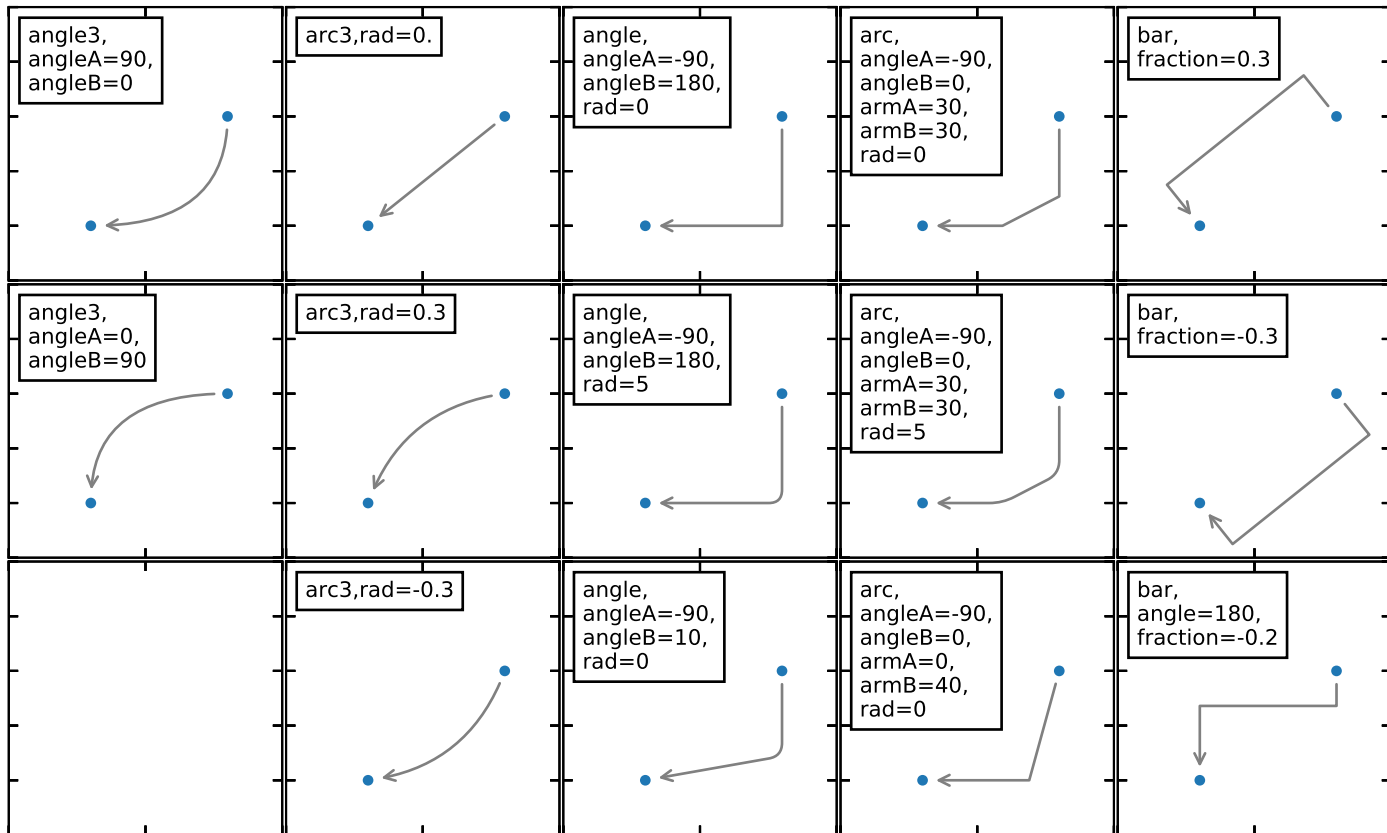 angle3,
angleA=90,
angleB=0
arc3,rad=0.
angle,
angleA=-90,
angleB=180,
rad=0
arc,
angleA=-90,
angleB=0,
armA=30,
armB=30,
rad=0
bar,
fraction=0.3
angle3,
angleA=0,
angleB=90
arc3,rad=0.3
angle,
angleA=-90,
angleB=180,
rad=5
arc,
angleA=-90,
angleB=0,
armA=30,
armB=30,
rad=5
bar,
fraction=-0.3
arc3,rad=-0.3
angle,
angleA=-90,
angleB=10,
rad=0
arc,
angleA=-90,
angleB=0,
armA=0,
armB=40,
rad=0
bar,
angle=180,
fraction=-0.2